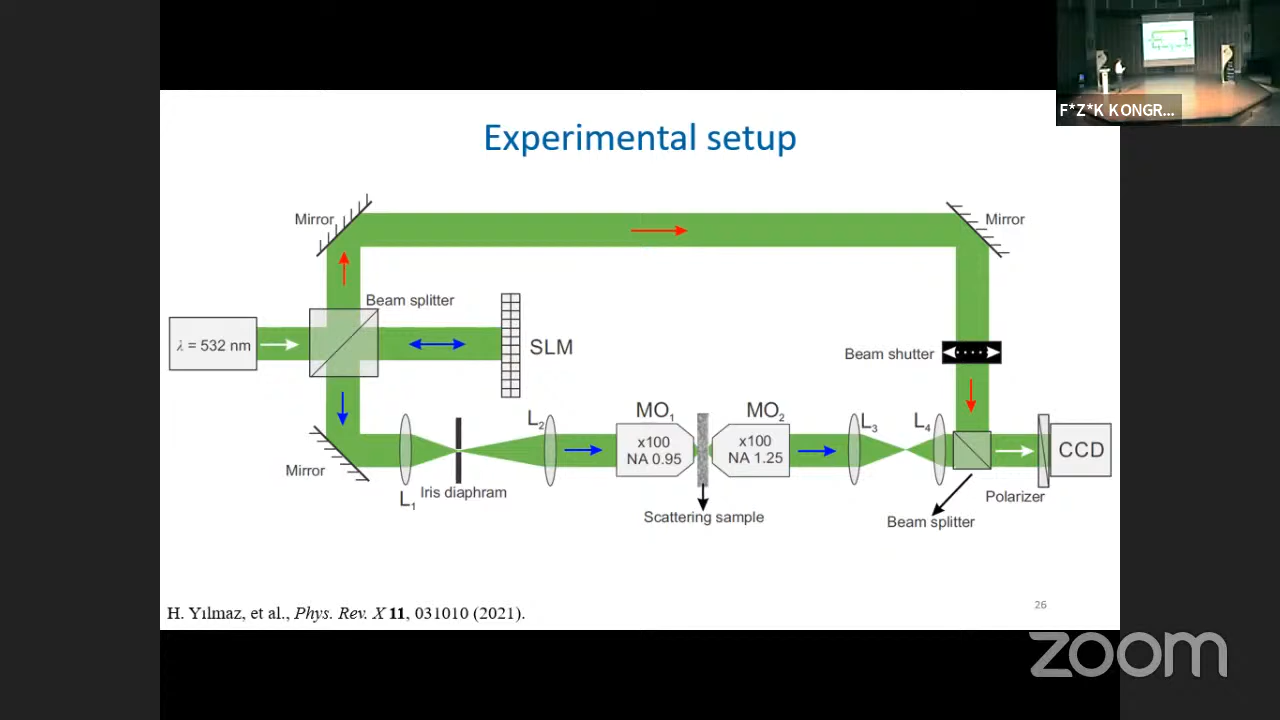 F*Z*K KONGR...
Experimental setup
Mirror
Mirror
Beam splitter
λ = 532 nm
SLM
Beam shutter
MO1
MO2
L2
L3
L4
x100
NA 0.95
x100
NA 1.25
CCD
Mirror
L1
Iris diaphram
Polarizer
Scattering sample
Beam splitter
H. Yılmaz, et al., Phys. Rev. X 11, 031010 (2021).
26
zoom